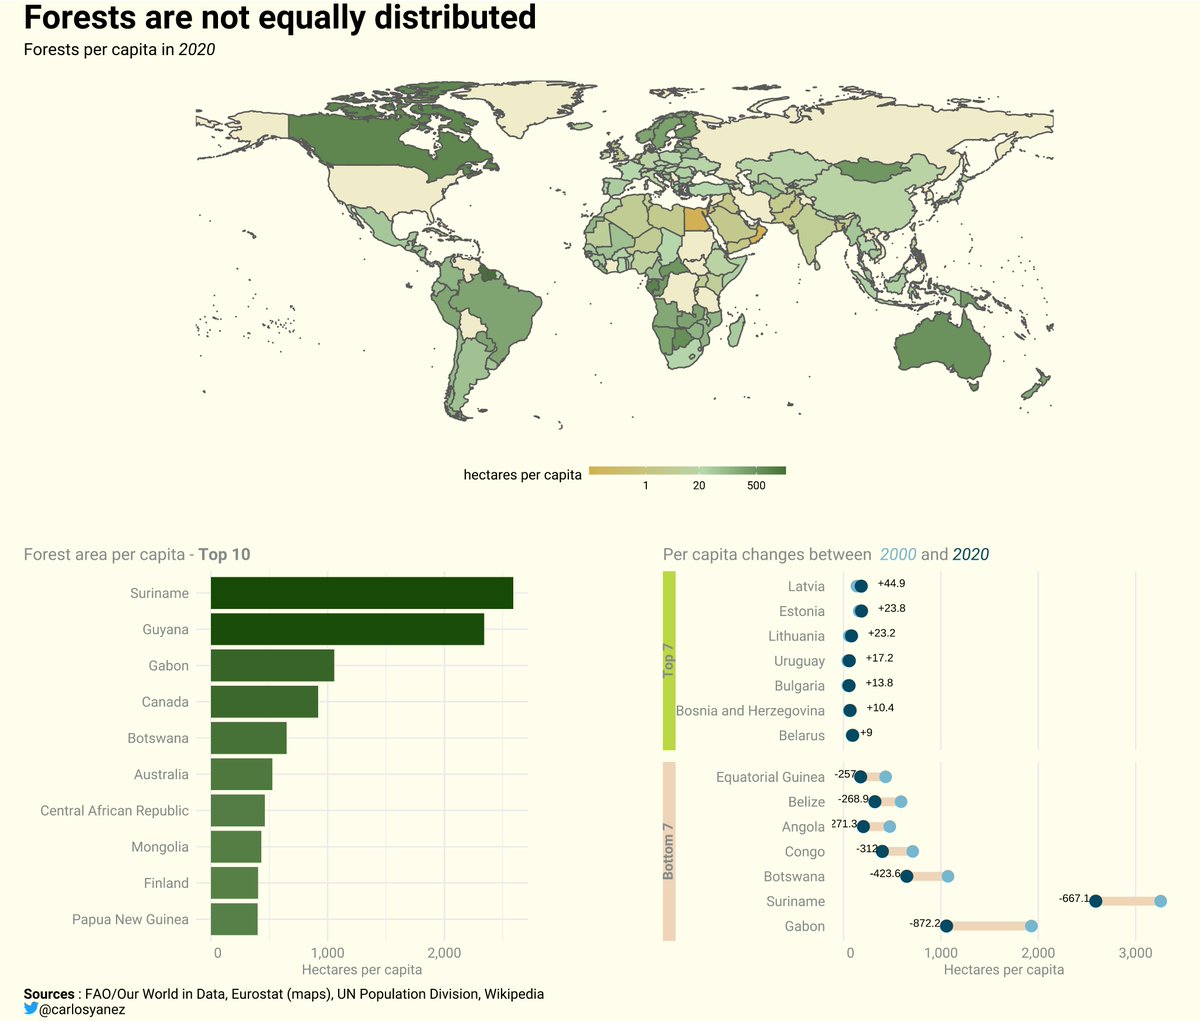 Forests are not equally distributed
Forests per capita in 2020
hectares per capita
1 20 500
Forest area per capita - Top 10
Suriname
Guyana
Gabon
Canada
Botswana
Australia
Central African Republic
Mongolia
Finland
Papua New Guinea
0 1,000 2,000
Hectares per capita
Per capita changes between 2000 and 2020
Top 7
Latvia +44.9
Estonia +23.8
Lithuania +23.2
Uruguay +17.2
Bulgaria +13.8
Bosnia and Herzegovina +10.4
Belarus +9
Bottom 7
Equatorial Guinea -257
Belize -268.9
Angola 271.3
Congo -312
Botswana -423.6
Suriname -667.1
Gabon -872.2
0 1,000 2,000 3,000
Hectares per capita
Sources : FAO/Our World in Data, Eurostat (maps), UN Population Division, Wikipedia
@carlosyanez